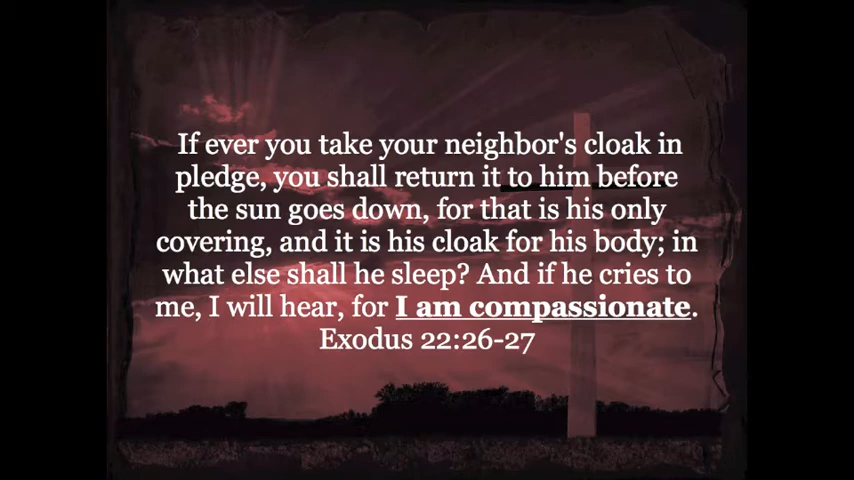 If ever you take your neighbor's cloak in
pledge, you shall return it to him before
the sun goes down, for that is his only
covering, and it is his cloak for his body; in
what else shall he sleep? And if he cries to
me, I will hear, for I am compassionate.
Exodus 22:26-27